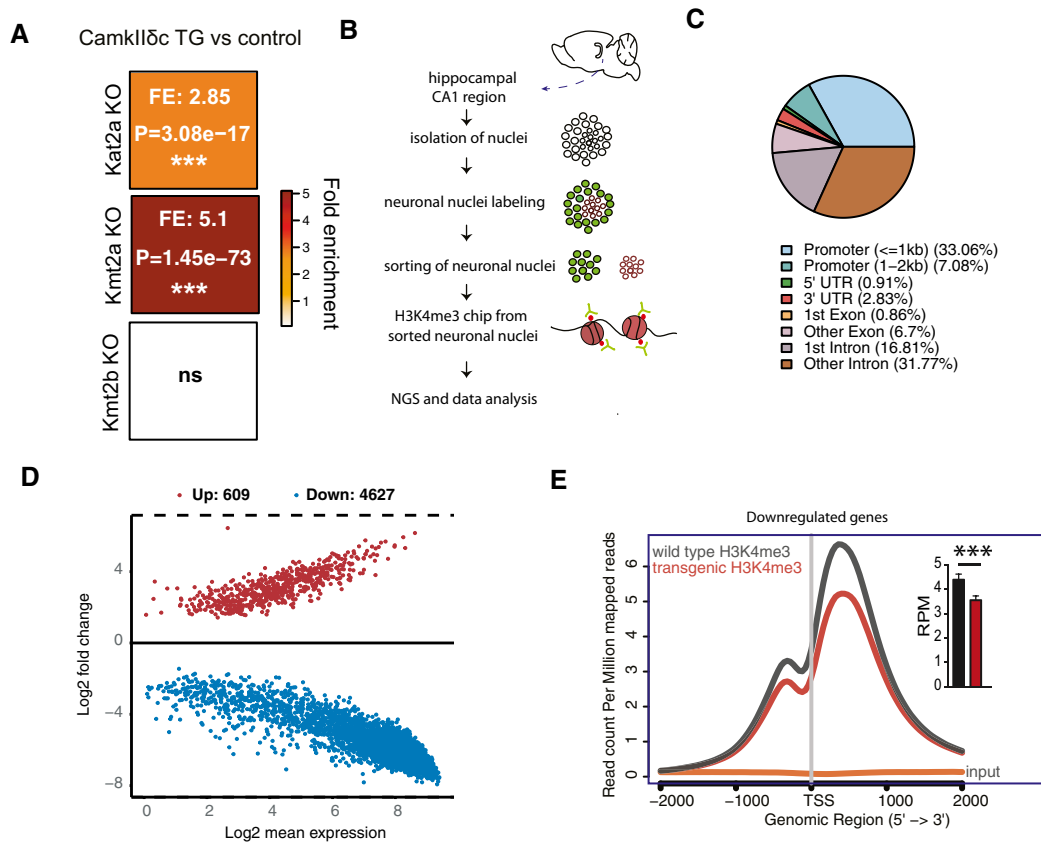 A
CamkIIδc TG vs control
Kat2a KO
FE: 2.85
P=3.08e−17
***
Kmt2a KO
FE: 5.1
P=1.45e−73
***
Kmt2b KO
ns
5
4
3
2
1
Fold enrichment
B
hippocampal
CA1 region
isolation of nuclei
neuronal nuclei labeling
sorting of neuronal nuclei
H3K4me3 chip from
sorted neuronal nuclei
NGS and data analysis
C
Promoter (<=1kb) (33.06%)
Promoter (1−2kb) (7.08%)
5' UTR (0.91%)
3' UTR (2.83%)
1st Exon (0.86%)
Other Exon (6.7%)
1st Intron (16.81%)
Other Intron (31.77%)
D
Up: 609 Down: 4627
Log2 fold change
4
0
−4
−8
0 2 4 6 8
Log2 mean expression
E
Downregulated genes
wild type H3K4me3
transgenic H3K4me3
Read count Per Million mapped reads
6
5
4
3
2
1
0
input
−2000 −1000 TSS 1000 2000
Genomic Region (5' −> 3')
***
RPM
5
4
3
2
1
0